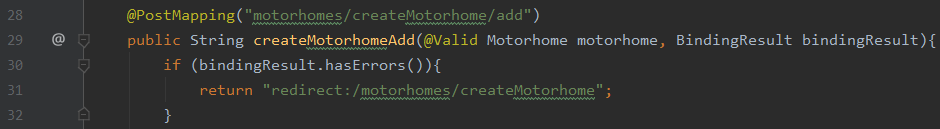 28 @PostMapping("motorhomes/createMotorhome/add")
29 @ public String createMotorhomeAdd(@Valid Motorhome motorhome, BindingResult bindingResult){
30 if (bindingResult.hasErrors()){
31 return "redirect:/motorhomes/createMotorhome";
32 }